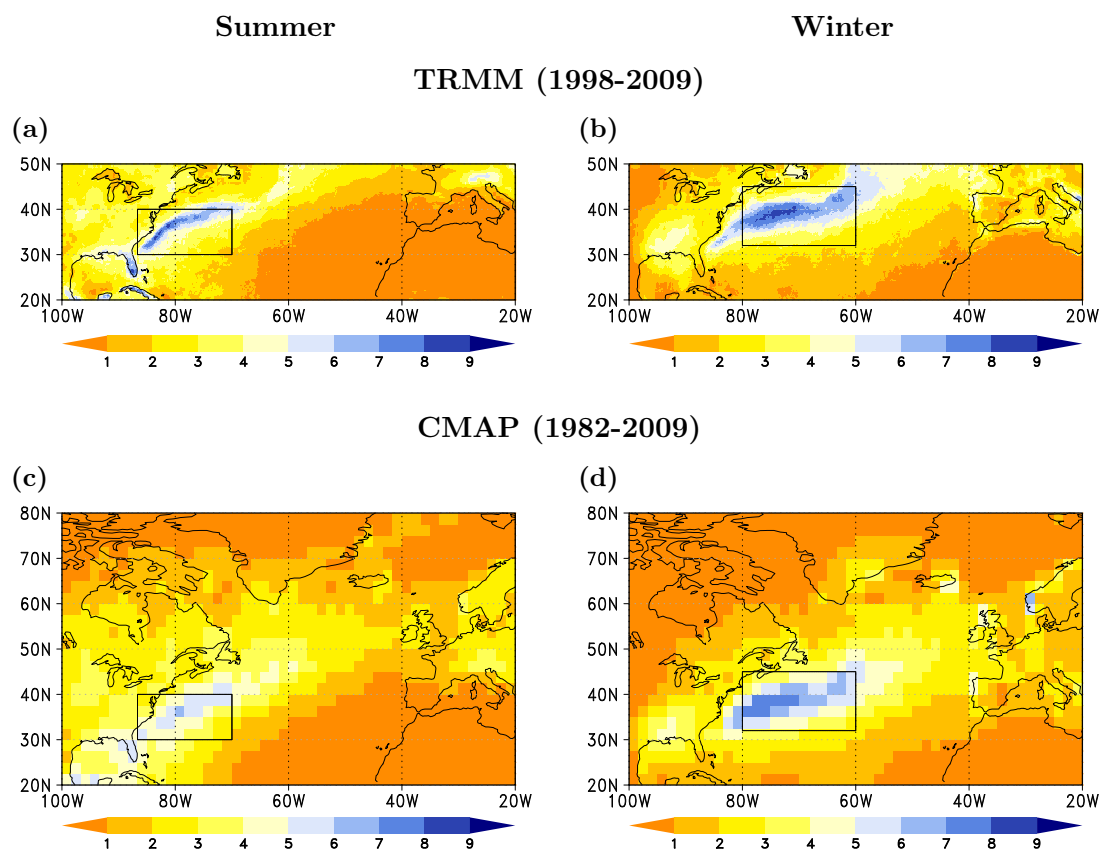 Summer Winter
TRMM (1998-2009)
(a) (b)
50N 50N
40N 40N
30N 30N
20N 20N
100W 80W 60W 40W 20W 100W 80W 60W 40W 20W
1 2 3 4 5 6 7 8 9 1 2 3 4 5 6 7 8 9
CMAP (1982-2009)
(c) (d)
80N 80N
70N 70N
60N 60N
50N 50N
40N 40N
30N 30N
20N 20N
100W 80W 60W 40W 20W 100W 80W 60W 40W 20W
1 2 3 4 5 6 7 8 9 1 2 3 4 5 6 7 8 9